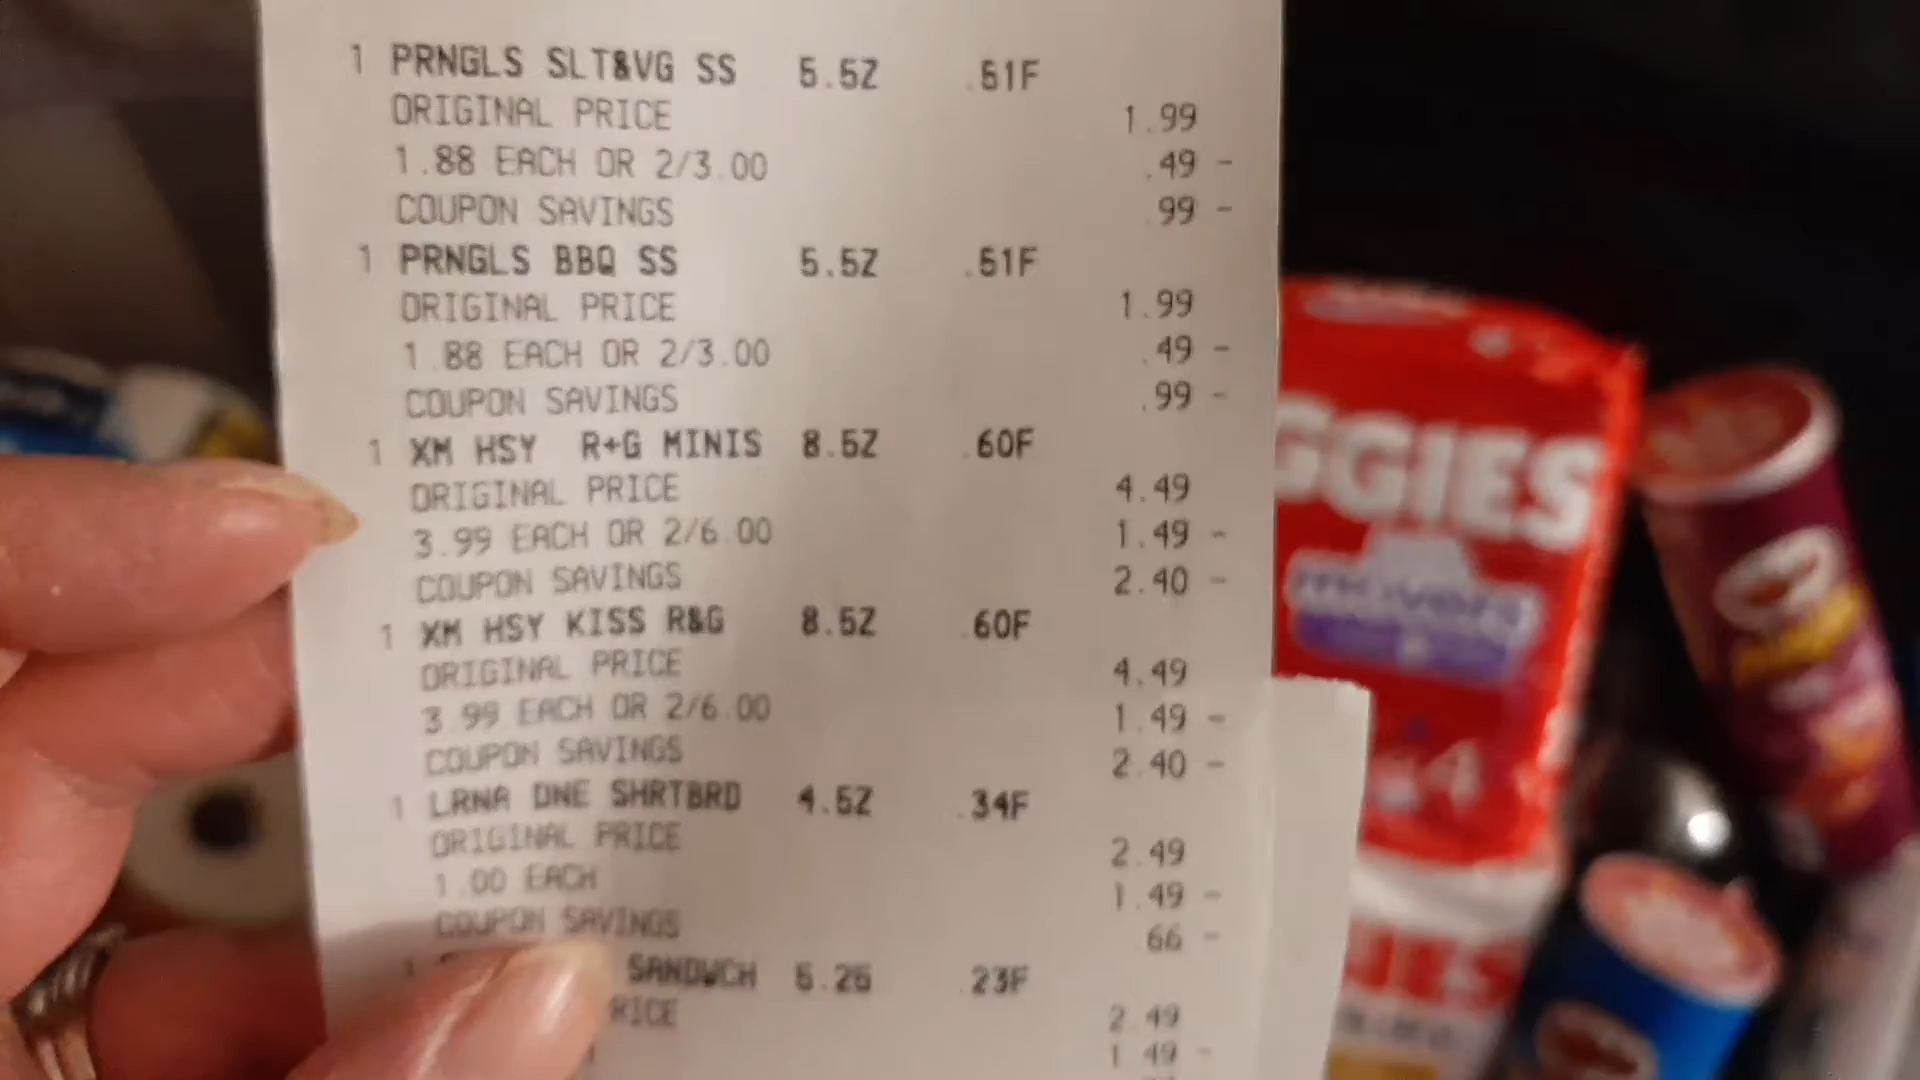 1 PRNGLS SLT&VG SS 5.5Z .51F
ORIGINAL PRICE 1.99
1.88 EACH OR 2/3.00 .49 -
COUPON SAVINGS .99 -
1 PRNGLS BBQ SS 5.5Z .51F
ORIGINAL PRICE 1.99
1.88 EACH OR 2/3.00 .49 -
COUPON SAVINGS .99 -
1 XM HSY R+G MINIS 8.5Z .60F
ORIGINAL PRICE 4.49
3.99 EACH OR 2/6.00 1.49 -
COUPON SAVINGS 2.40 -
1 XM HSY KISS R&G 8.5Z .60F
ORIGINAL PRICE 4.49
3.99 EACH OR 2/6.00 1.49 -
COUPON SAVINGS 2.40 -
1 LRNA DNE SHRTBRD 4.5Z .34F
ORIGINAL PRICE 2.49
1.00 EACH 1.49 -
COUPON SAVINGS .66 -
SANDWCH 5.25 .23F
RICE 2.49
1.49 -
GGIES
movers
4